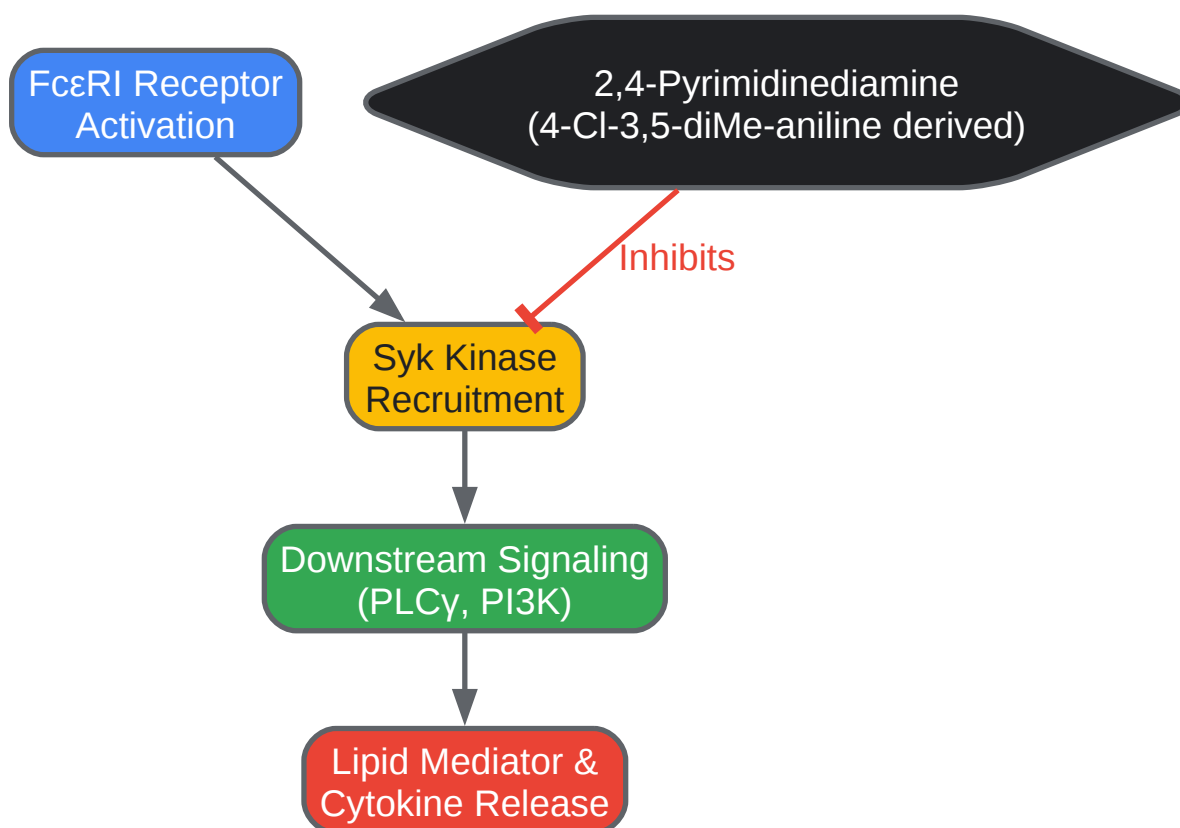 FcεRI Receptor
Activation
2,4-Pyrimidinediamine
(4-Cl-3,5-diMe-aniline derived)
Inhibits
Syk Kinase
Recruitment
Downstream Signaling
(PLCγ, PI3K)
Lipid Mediator &
Cytokine Release